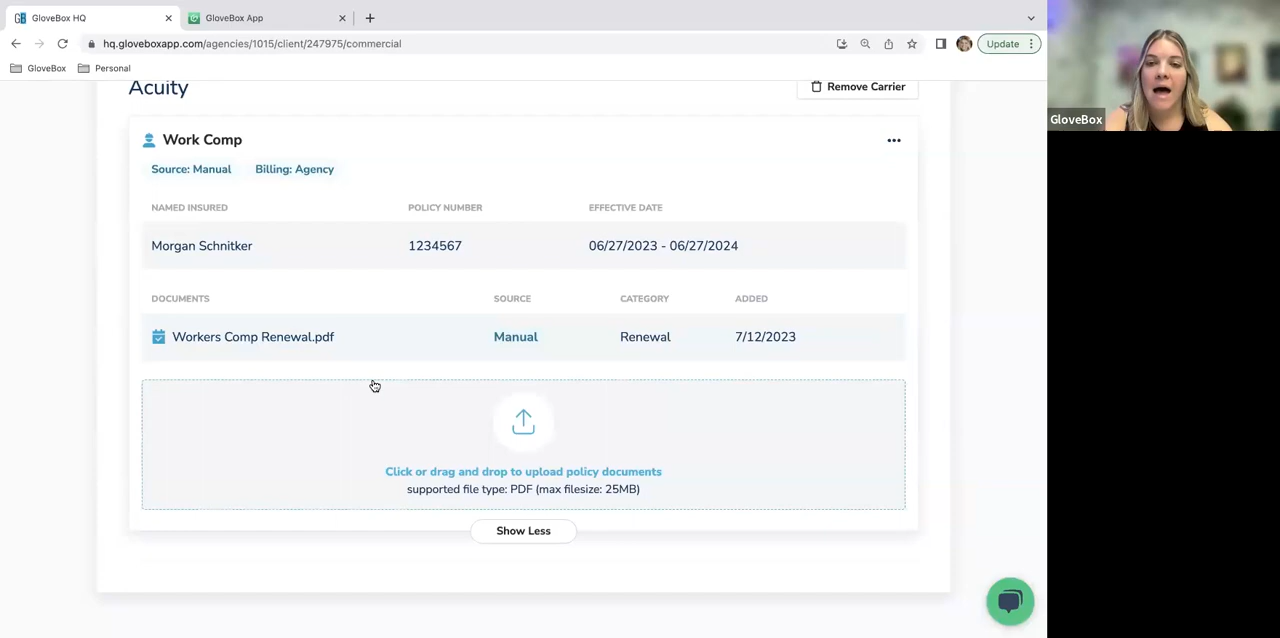 GloveBox HQ
GloveBox App
Update
hq.gloveboxapp.com/agencies/1015/client/247975/commercial
GloveBox
Personal
Acuity
Remove Carrier
Work Comp
Source: Manual Billing: Agency
NAMED INSURED POLICY NUMBER EFFECTIVE DATE
Morgan Schnitker 1234567 06/27/2023 - 06/27/2024
DOCUMENTS SOURCE CATEGORY ADDED
Workers Comp Renewal.pdf Manual Renewal 7/12/2023
Click or drag and drop to upload policy documents
supported file type: PDF (max filesize: 25MB)
Show Less
GloveBox